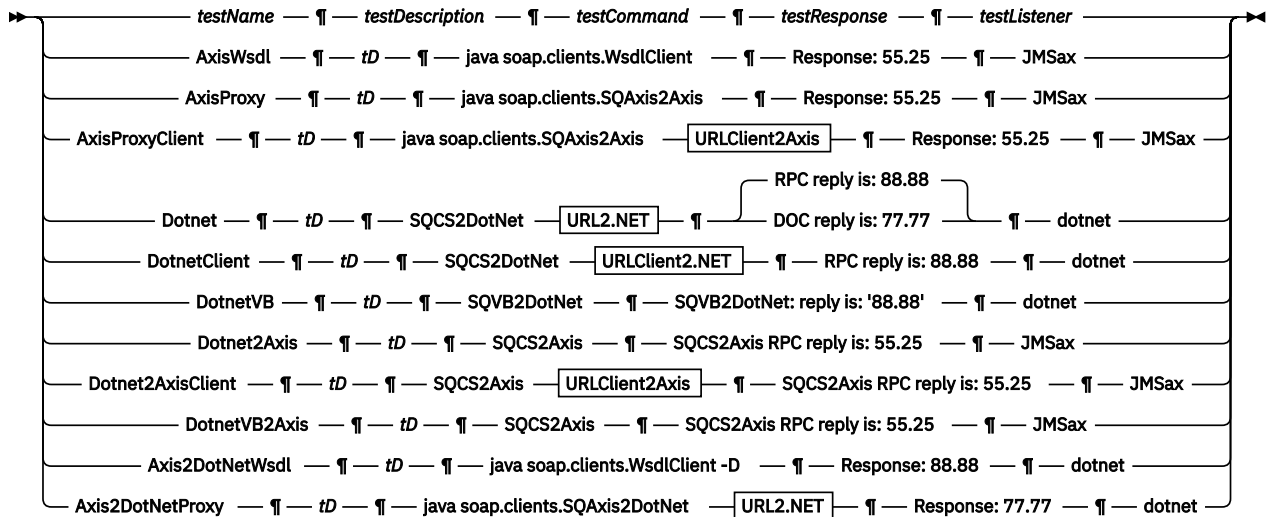 testName ¶ testDescription ¶ testCommand ¶ testResponse ¶ testListener
AxisWsdl ¶ tD ¶ java soap.clients.WsdlClient ¶ Response: 55.25 ¶ JMSax
AxisProxy ¶ tD ¶ java soap.clients.SQAxis2Axis ¶ Response: 55.25 ¶ JMSax
AxisProxyClient ¶ tD ¶ java soap.clients.SQAxis2Axis URLClient2Axis ¶ Response: 55.25 ¶ JMSax
RPC reply is: 88.88
Dotnet ¶ tD ¶ SQCS2DotNet URL2.NET ¶ DOC reply is: 77.77 ¶ dotnet
DotnetClient ¶ tD ¶ SQCS2DotNet URLClient2.NET ¶ RPC reply is: 88.88 ¶ dotnet
DotnetVB ¶ tD ¶ SQVB2DotNet ¶ SQVB2DotNet: reply is: '88.88' ¶ dotnet
Dotnet2Axis ¶ tD ¶ SQCS2Axis ¶ SQCS2Axis RPC reply is: 55.25 ¶ JMSax
Dotnet2AxisClient ¶ tD ¶ SQCS2Axis URLClient2Axis ¶ SQCS2Axis RPC reply is: 55.25 ¶ JMSax
DotnetVB2Axis ¶ tD ¶ SQCS2Axis ¶ SQCS2Axis RPC reply is: 55.25 ¶ JMSax
Axis2DotNetWsdl ¶ tD ¶ java soap.clients.WsdlClient -D ¶ Response: 88.88 ¶ dotnet
Axis2DotNetProxy ¶ tD ¶ java soap.clients.SQAxis2DotNet URL2.NET ¶ Response: 77.77 ¶ dotnet